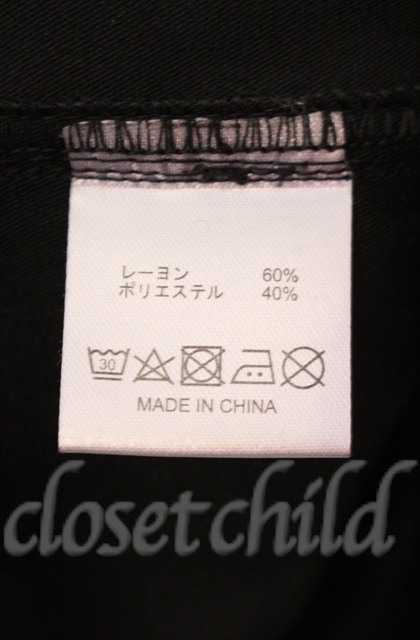 レーヨン 60%
ポリエステル 40%
30
MADE IN CHINA
closet child